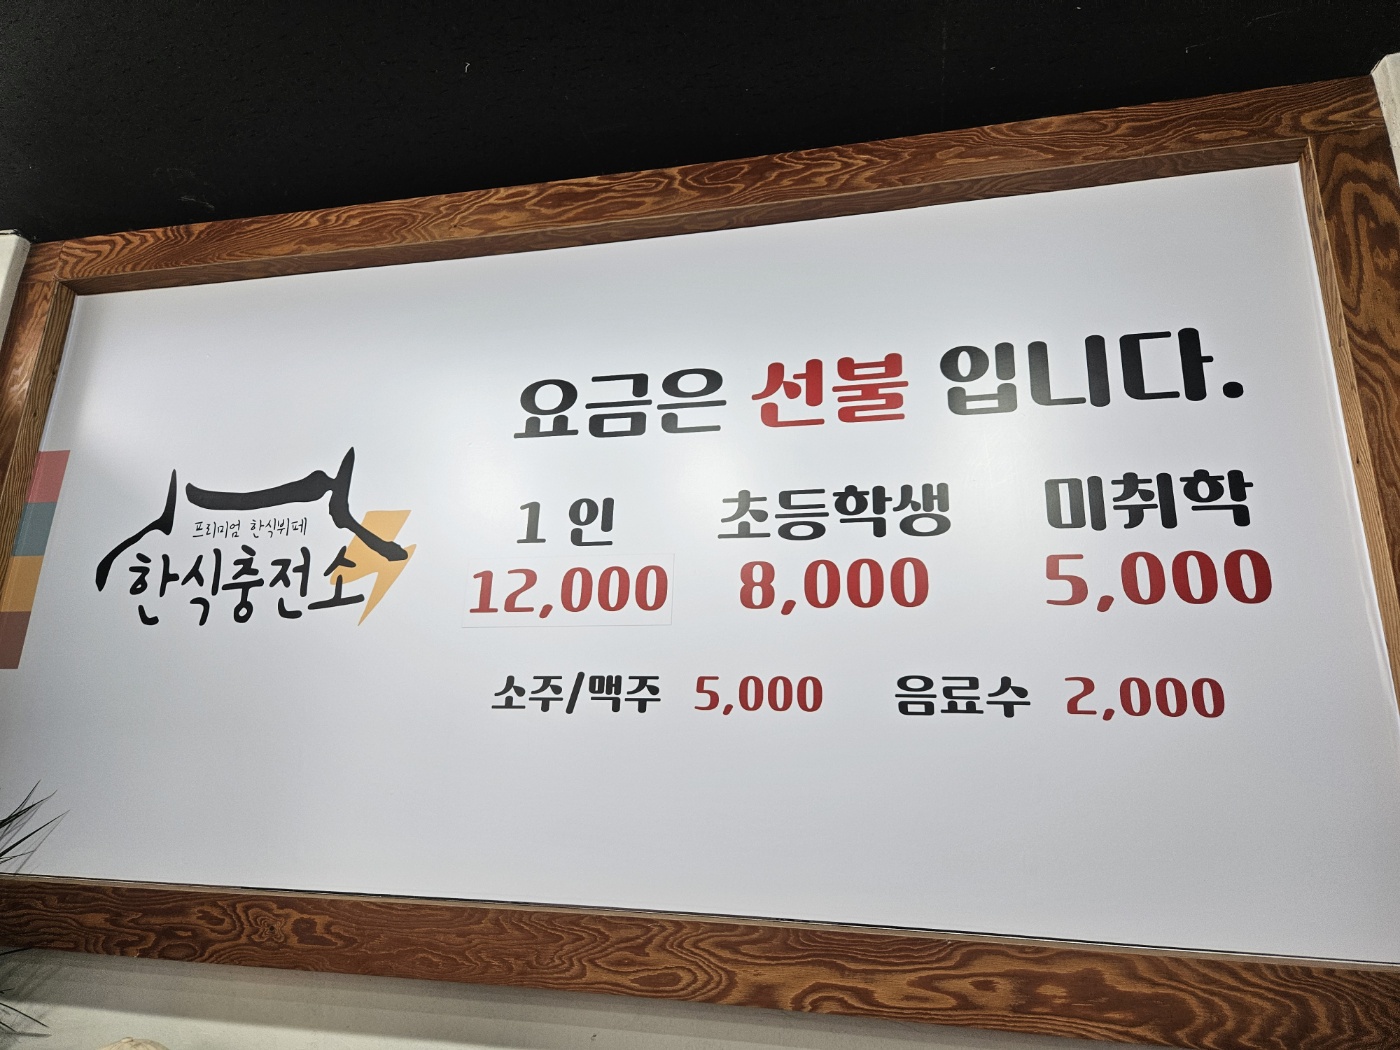 요금은 선불 입니다.
프리미엄 한식뷔페
한식충전소
1인 초등학생 미취학
12,000 8,000 5,000
소주/맥주 5,000 음료수 2,000